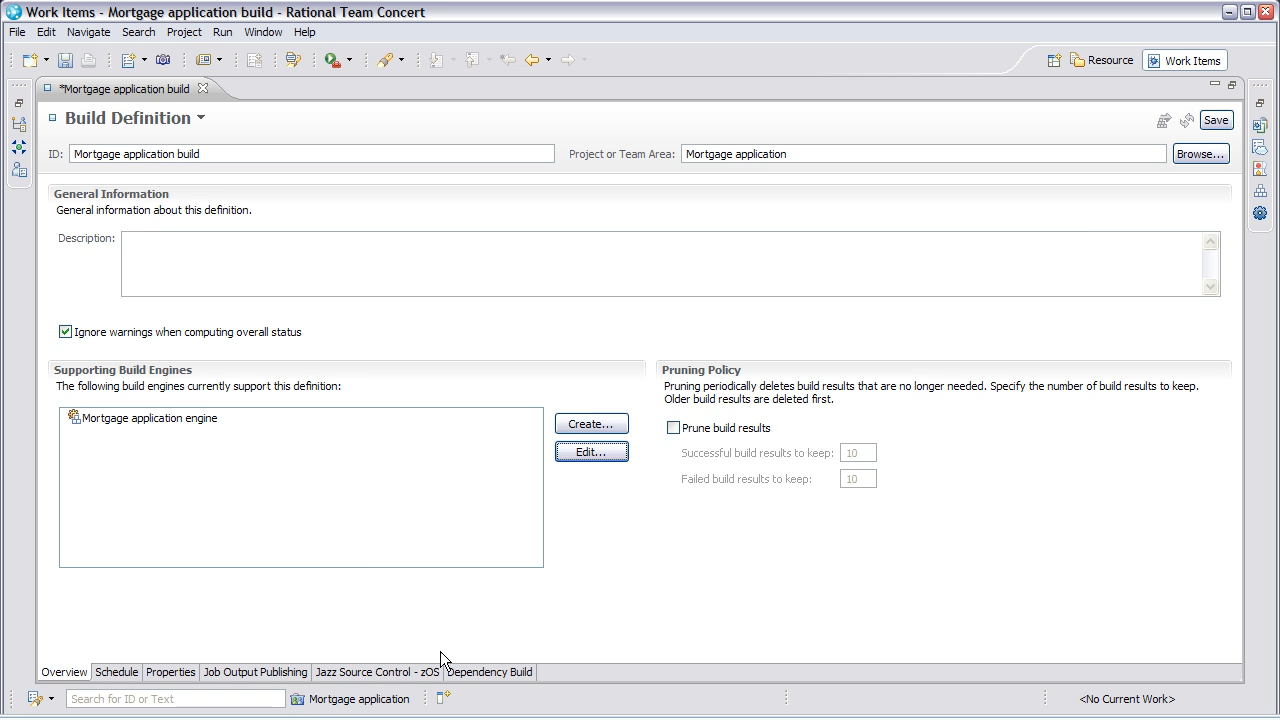 Work Items - Mortgage application build - Rational Team Concert
File Edit Navigate Search Project Run Window Help
Resource Work Items
*Mortgage application build
Build Definition
Save
ID: Mortgage application build Project or Team Area: Mortgage application Browse...
General Information
General information about this definition.
Description:
Ignore warnings when computing overall status
Supporting Build Engines
The following build engines currently support this definition:
Mortgage application engine
Create...
Edit...
Pruning Policy
Pruning periodically deletes build results that are no longer needed. Specify the number of build results to keep.
Older build results are deleted first.
Prune build results
Successful build results to keep: 10
Failed build results to keep: 10
Overview Schedule Properties Job Output Publishing Jazz Source Control - zOS Dependency Build
Search for ID or Text Mortgage application <No Current Work>